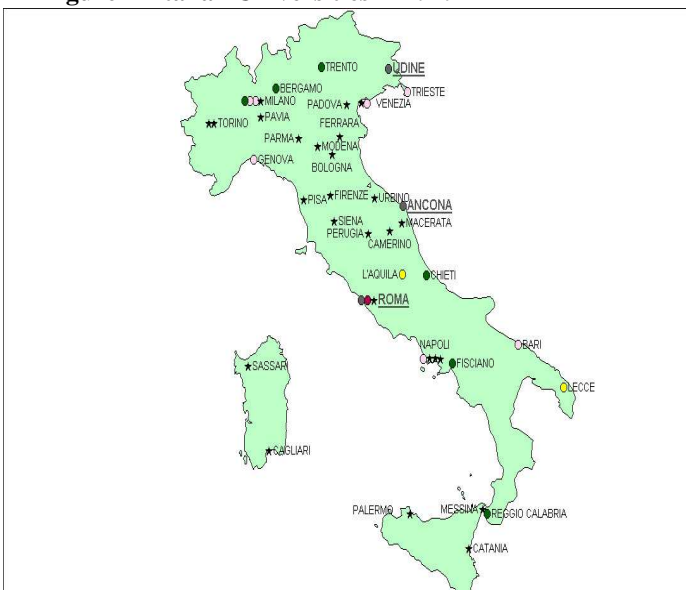 TRENTO
UDINE
BERGAMO
TRIESTE
MILANO
PADOVA
VENEZIA
PAVIA
TORINO
FERRARA
PARMA
MODENA
BOLOGNA
GENOVA
PISA
FIRENZE
URBINO
ANCONA
SIENA
MACERATA
PERUGIA
CAMERINO
L'AQUILA
CHIETI
ROMA
NAPOLI
BARI
FISCIANO
SASSARI
LECCE
CAGLIARI
PALERMO
MESSINA
REGGIO CALABRIA
CATANIA